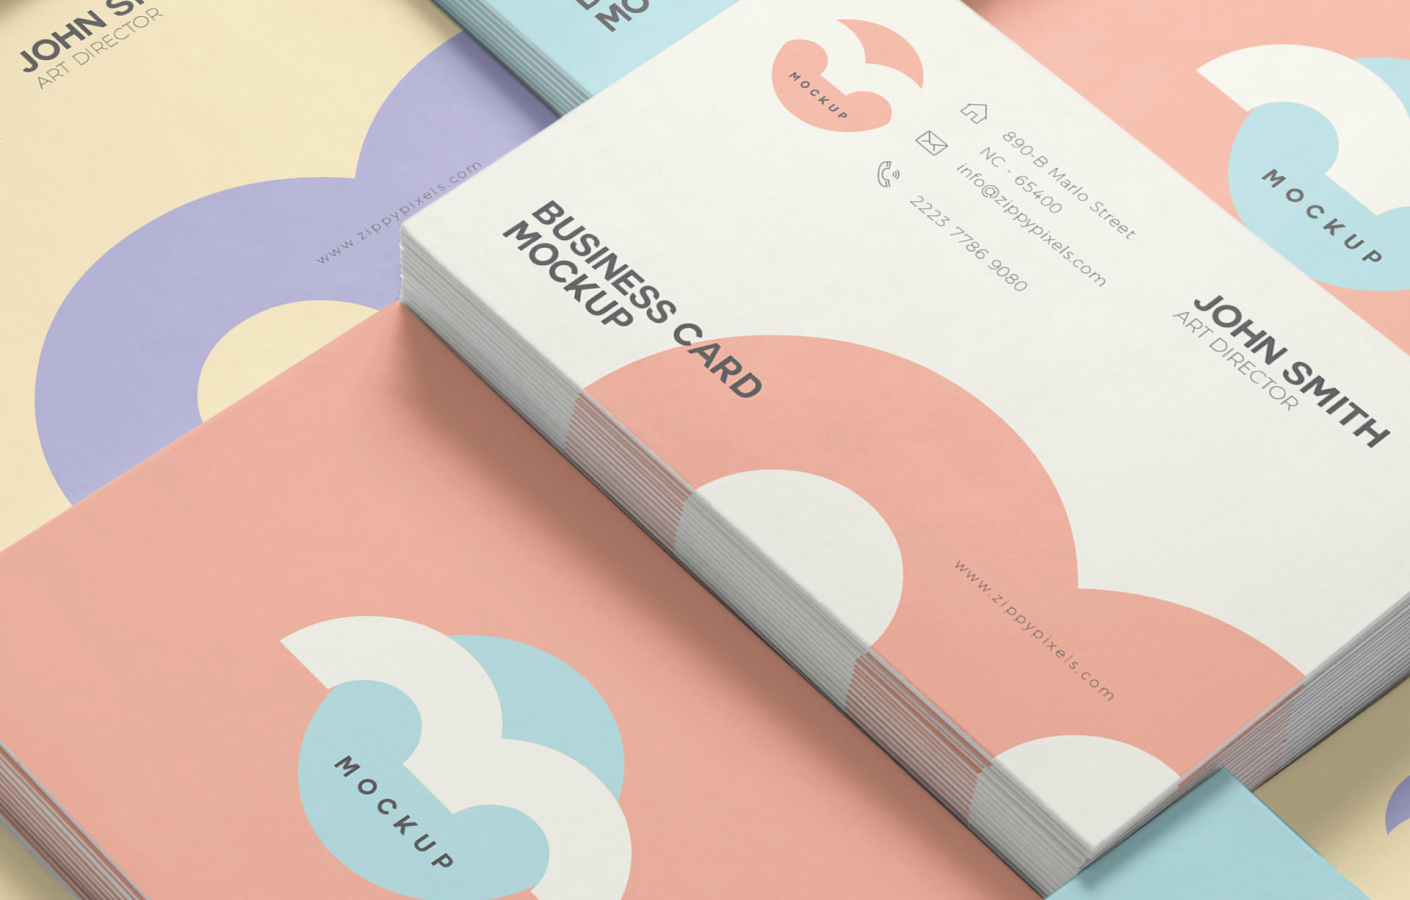 JOHN
ART DIRECTOR
www.zippypixels.com
MOCKUP
890-B Marlo Street
NC - 65400
info@zippypixels.com
2223 7786 9080
BUSINESS CARD
MOCKUP
JOHN SMITH
ART DIRECTOR
www.zippypixels.com
MOCKUP
MOCKUP